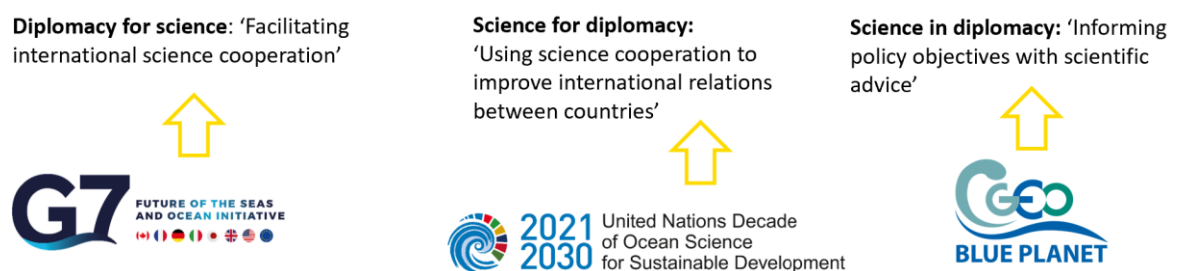 Diplomacy for science: ‘Facilitating
international science cooperation’
Science for diplomacy:
‘Using science cooperation to
improve international relations
between countries’
Science in diplomacy: ‘Informing
policy objectives with scientific
advice’
G7
FUTURE OF THE SEAS
AND OCEAN INITIATIVE
2021
2030
United Nations Decade
of Ocean Science
for Sustainable Development
GEO
BLUE PLANET